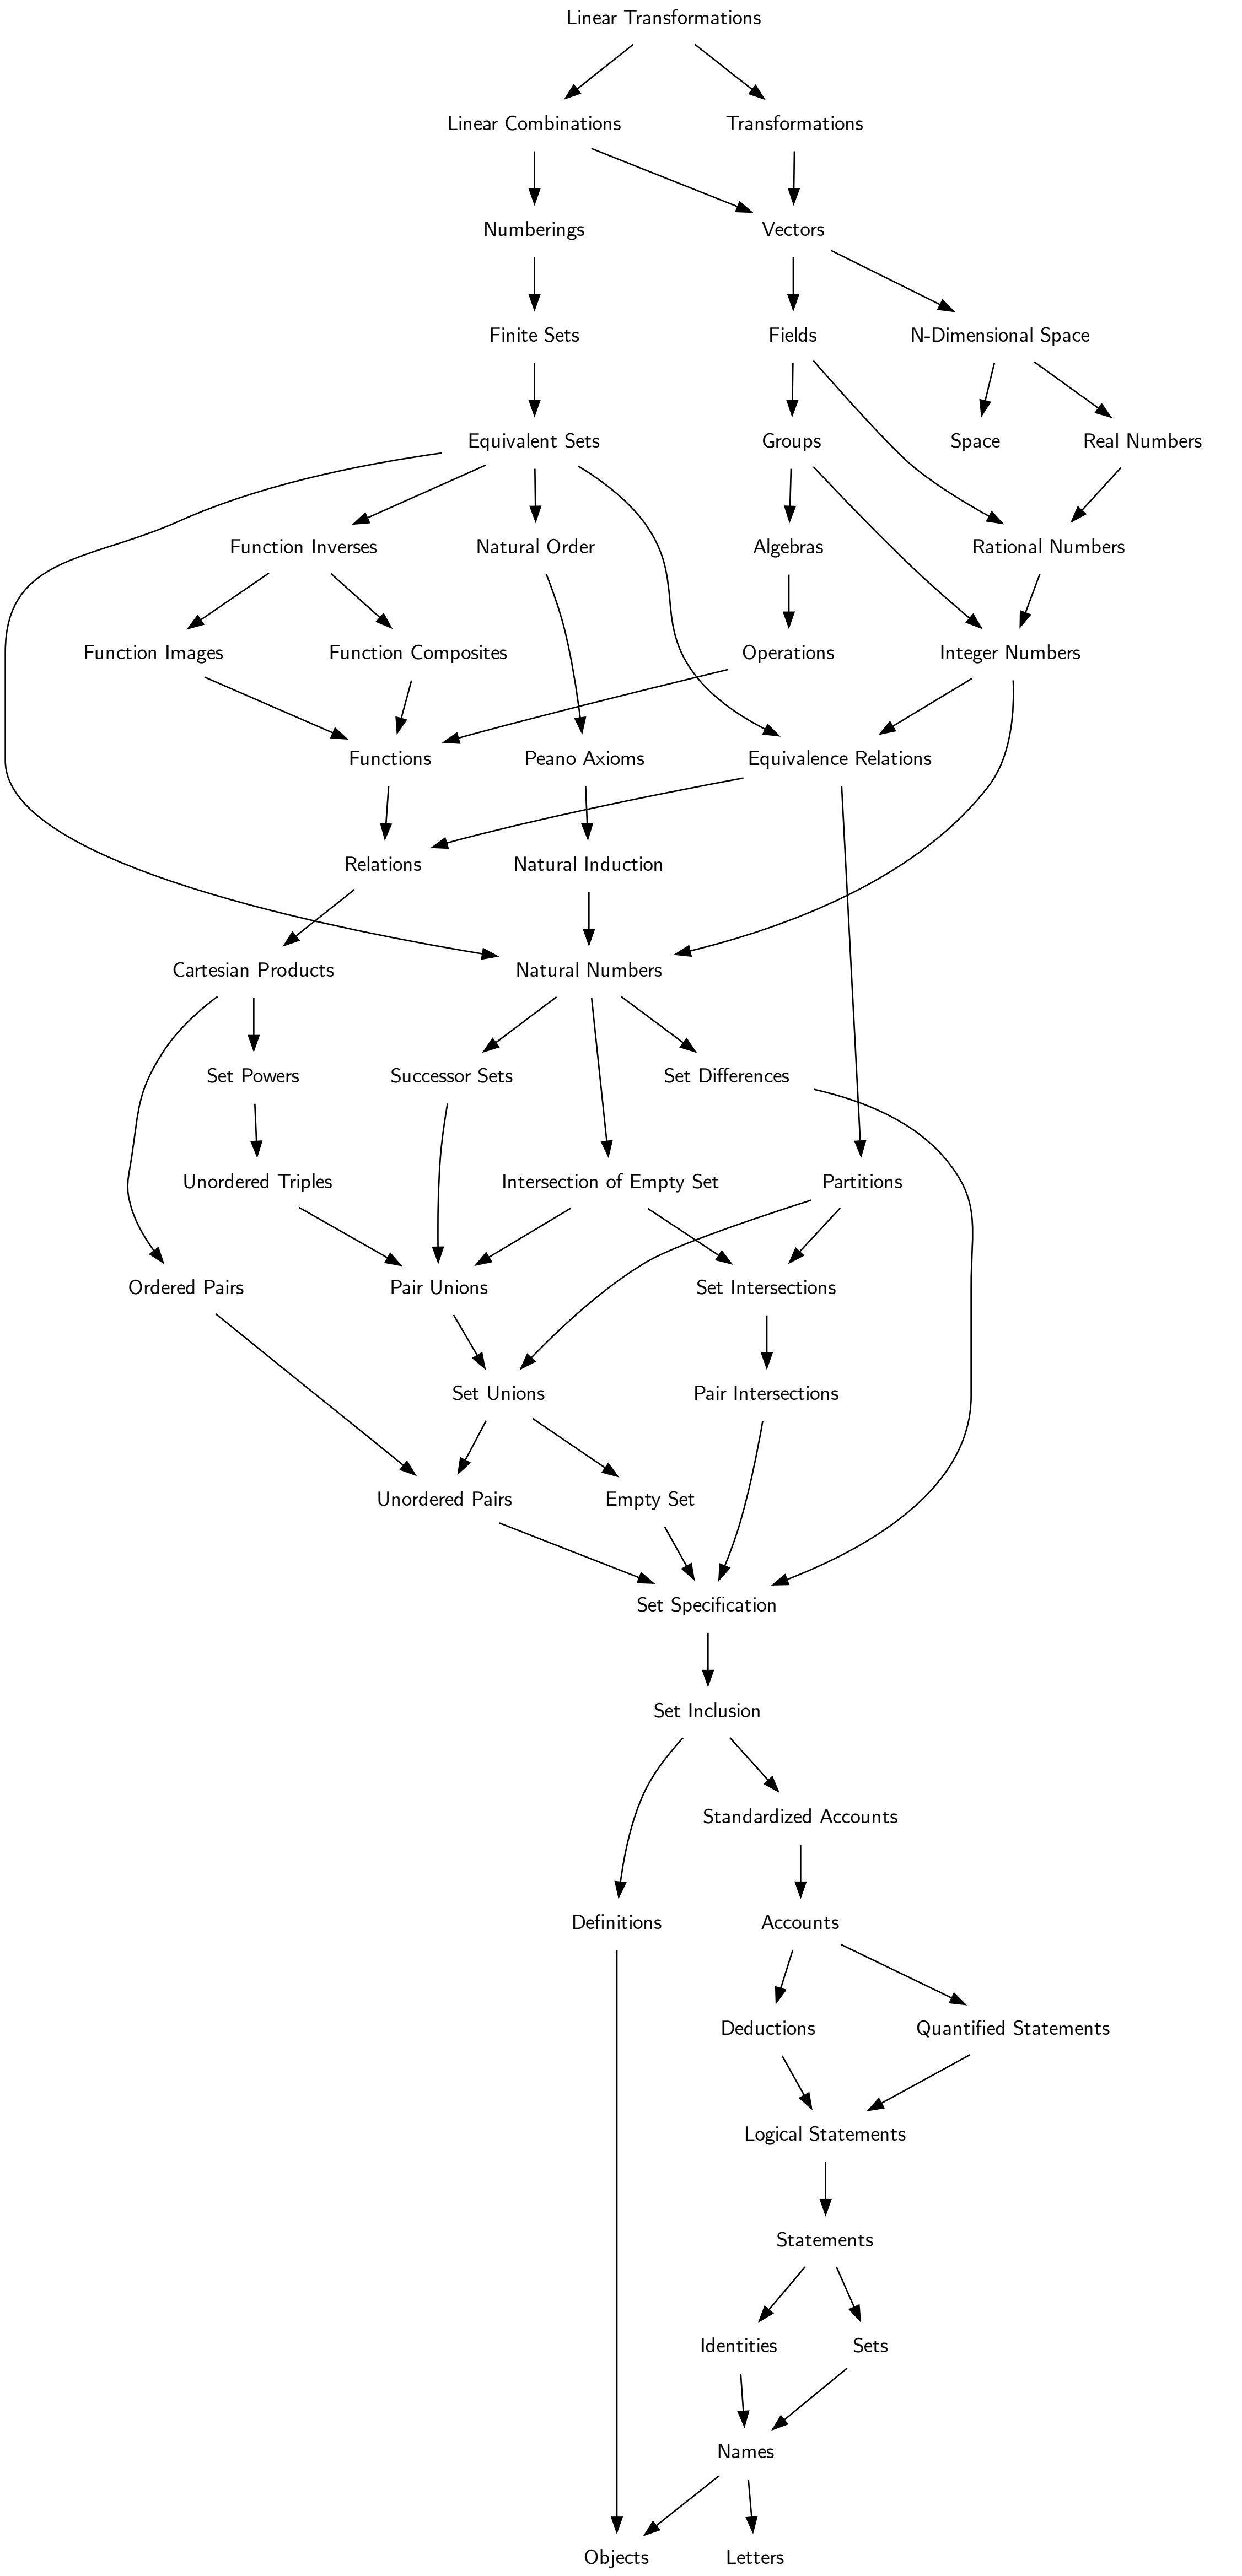 Linear Transformations
Linear Combinations
Transformations
Numberings
Vectors
Finite Sets
Fields
N-Dimensional Space
Equivalent Sets
Groups
Space
Real Numbers
Function Inverses
Natural Order
Algebras
Rational Numbers
Function Images
Function Composites
Operations
Integer Numbers
Functions
Peano Axioms
Equivalence Relations
Relations
Natural Induction
Cartesian Products
Natural Numbers
Set Powers
Successor Sets
Set Differences
Unordered Triples
Intersection of Empty Set
Partitions
Ordered Pairs
Pair Unions
Set Intersections
Set Unions
Pair Intersections
Unordered Pairs
Empty Set
Set Specification
Set Inclusion
Standardized Accounts
Definitions
Accounts
Deductions
Quantified Statements
Logical Statements
Statements
Identities
Sets
Names
Objects
Letters